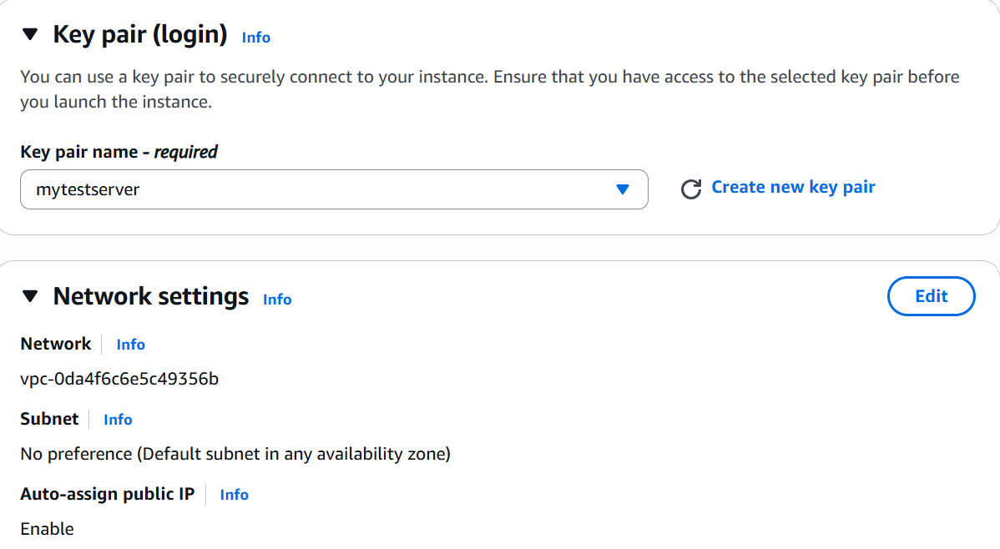 Key pair (login) Info
You can use a key pair to securely connect to your instance. Ensure that you have access to the selected key pair before
you launch the instance.
Key pair name - required
mytestserver
Create new key pair
Network settings Info
Edit
Network Info
vpc-0da4f6c6e5c49356b
Subnet Info
No preference (Default subnet in any availability zone)
Auto-assign public IP Info
Enable